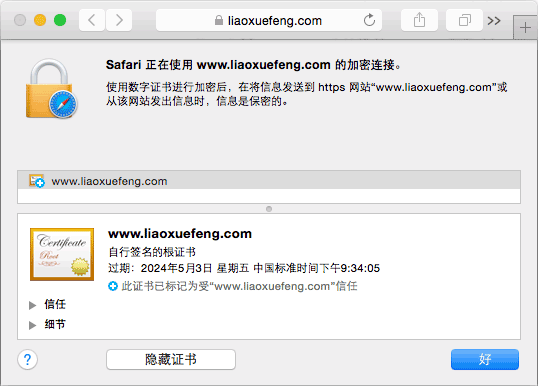 liaoxuefeng.com
Safari 正在使用 www.liaoxuefeng.com 的加密连接。
使用数字证书进行加密后，在将信息发送到 https 网站“www.liaoxuefeng.com”或
从该网站发出信息时，信息是保密的。
www.liaoxuefeng.com
Certificate
Root
www.liaoxuefeng.com
自行签名的根证书
过期：2024年5月3日 星期五 中国标准时间下午9:34:05
此证书已标记为受“www.liaoxuefeng.com”信任
信任
细节
?
隐藏证书
好